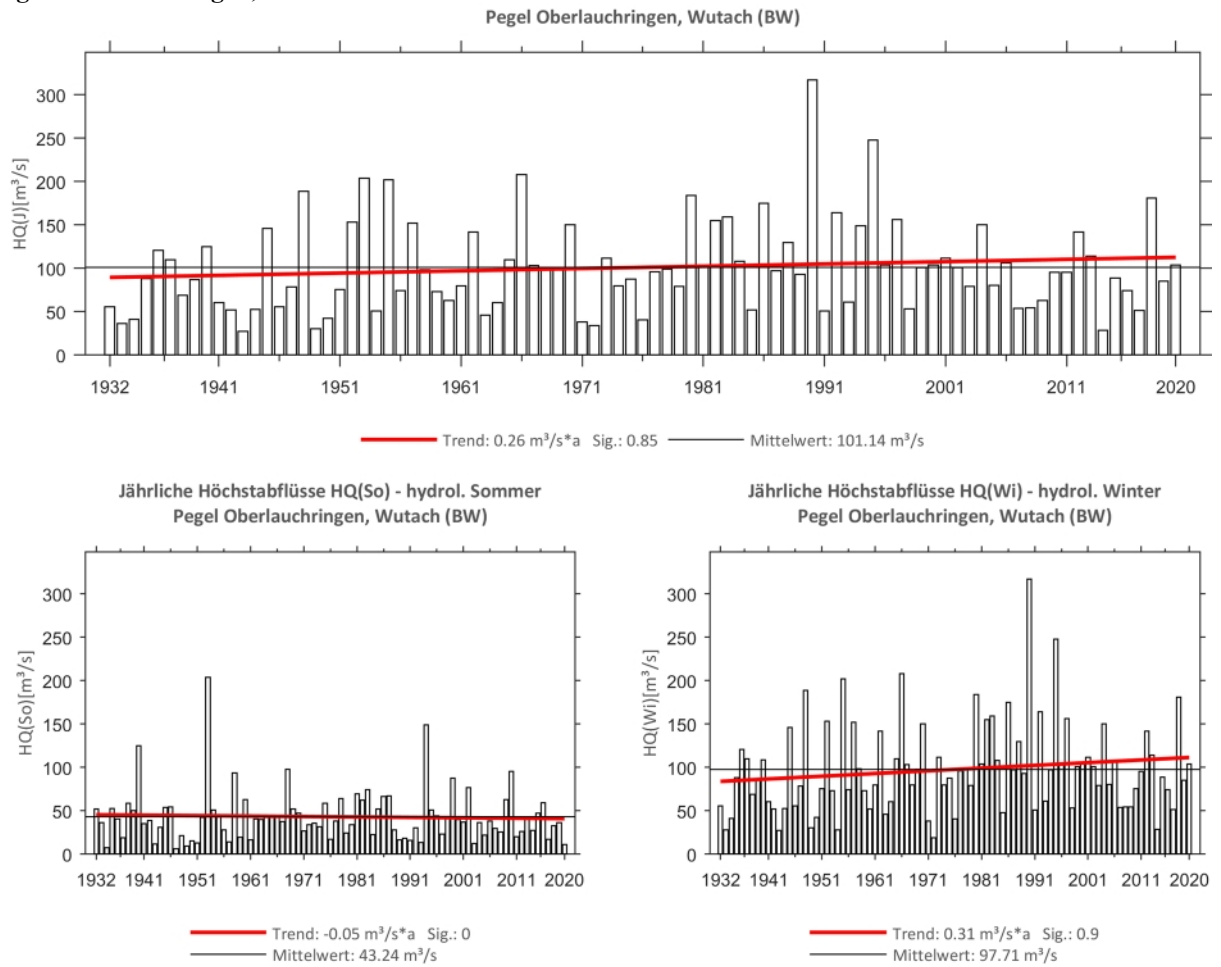 Pegel Oberlauchringen, Wutach (BW)
HQ(J)[m³/s]
300
250
200
150
100
50
0
1932 1941 1951 1961 1971 1981 1991 2001 2011 2020
Trend: 0.26 m³/s*a Sig.: 0.85 Mittelwert: 101.14 m³/s
Jährliche Höchstabflüsse HQ(So) - hydrol. Sommer
Pegel Oberlauchringen, Wutach (BW)
HQ(So)[m³/s]
300
250
200
150
100
50
0
1932 1941 1951 1961 1971 1981 1991 2001 2011 2020
Trend: -0.05 m³/s*a Sig.: 0
Mittelwert: 43.24 m³/s
Jährliche Höchstabflüsse HQ(Wi) - hydrol. Winter
Pegel Oberlauchringen, Wutach (BW)
HQ(Wi)[m³/s]
300
250
200
150
100
50
0
1932 1941 1951 1961 1971 1981 1991 2001 2011 2020
Trend: 0.31 m³/s*a Sig.: 0.9
Mittelwert: 97.71 m³/s